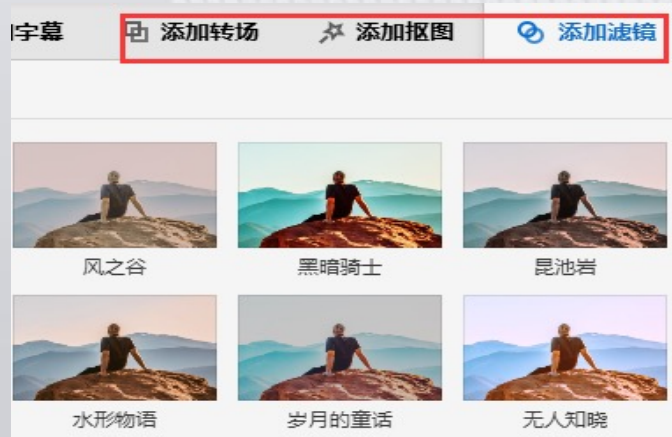 字幕 添加转场 添加抠图 添加滤镜
风之谷 黑暗骑士 昆池岩
水形物语 岁月的童话 无人知晓